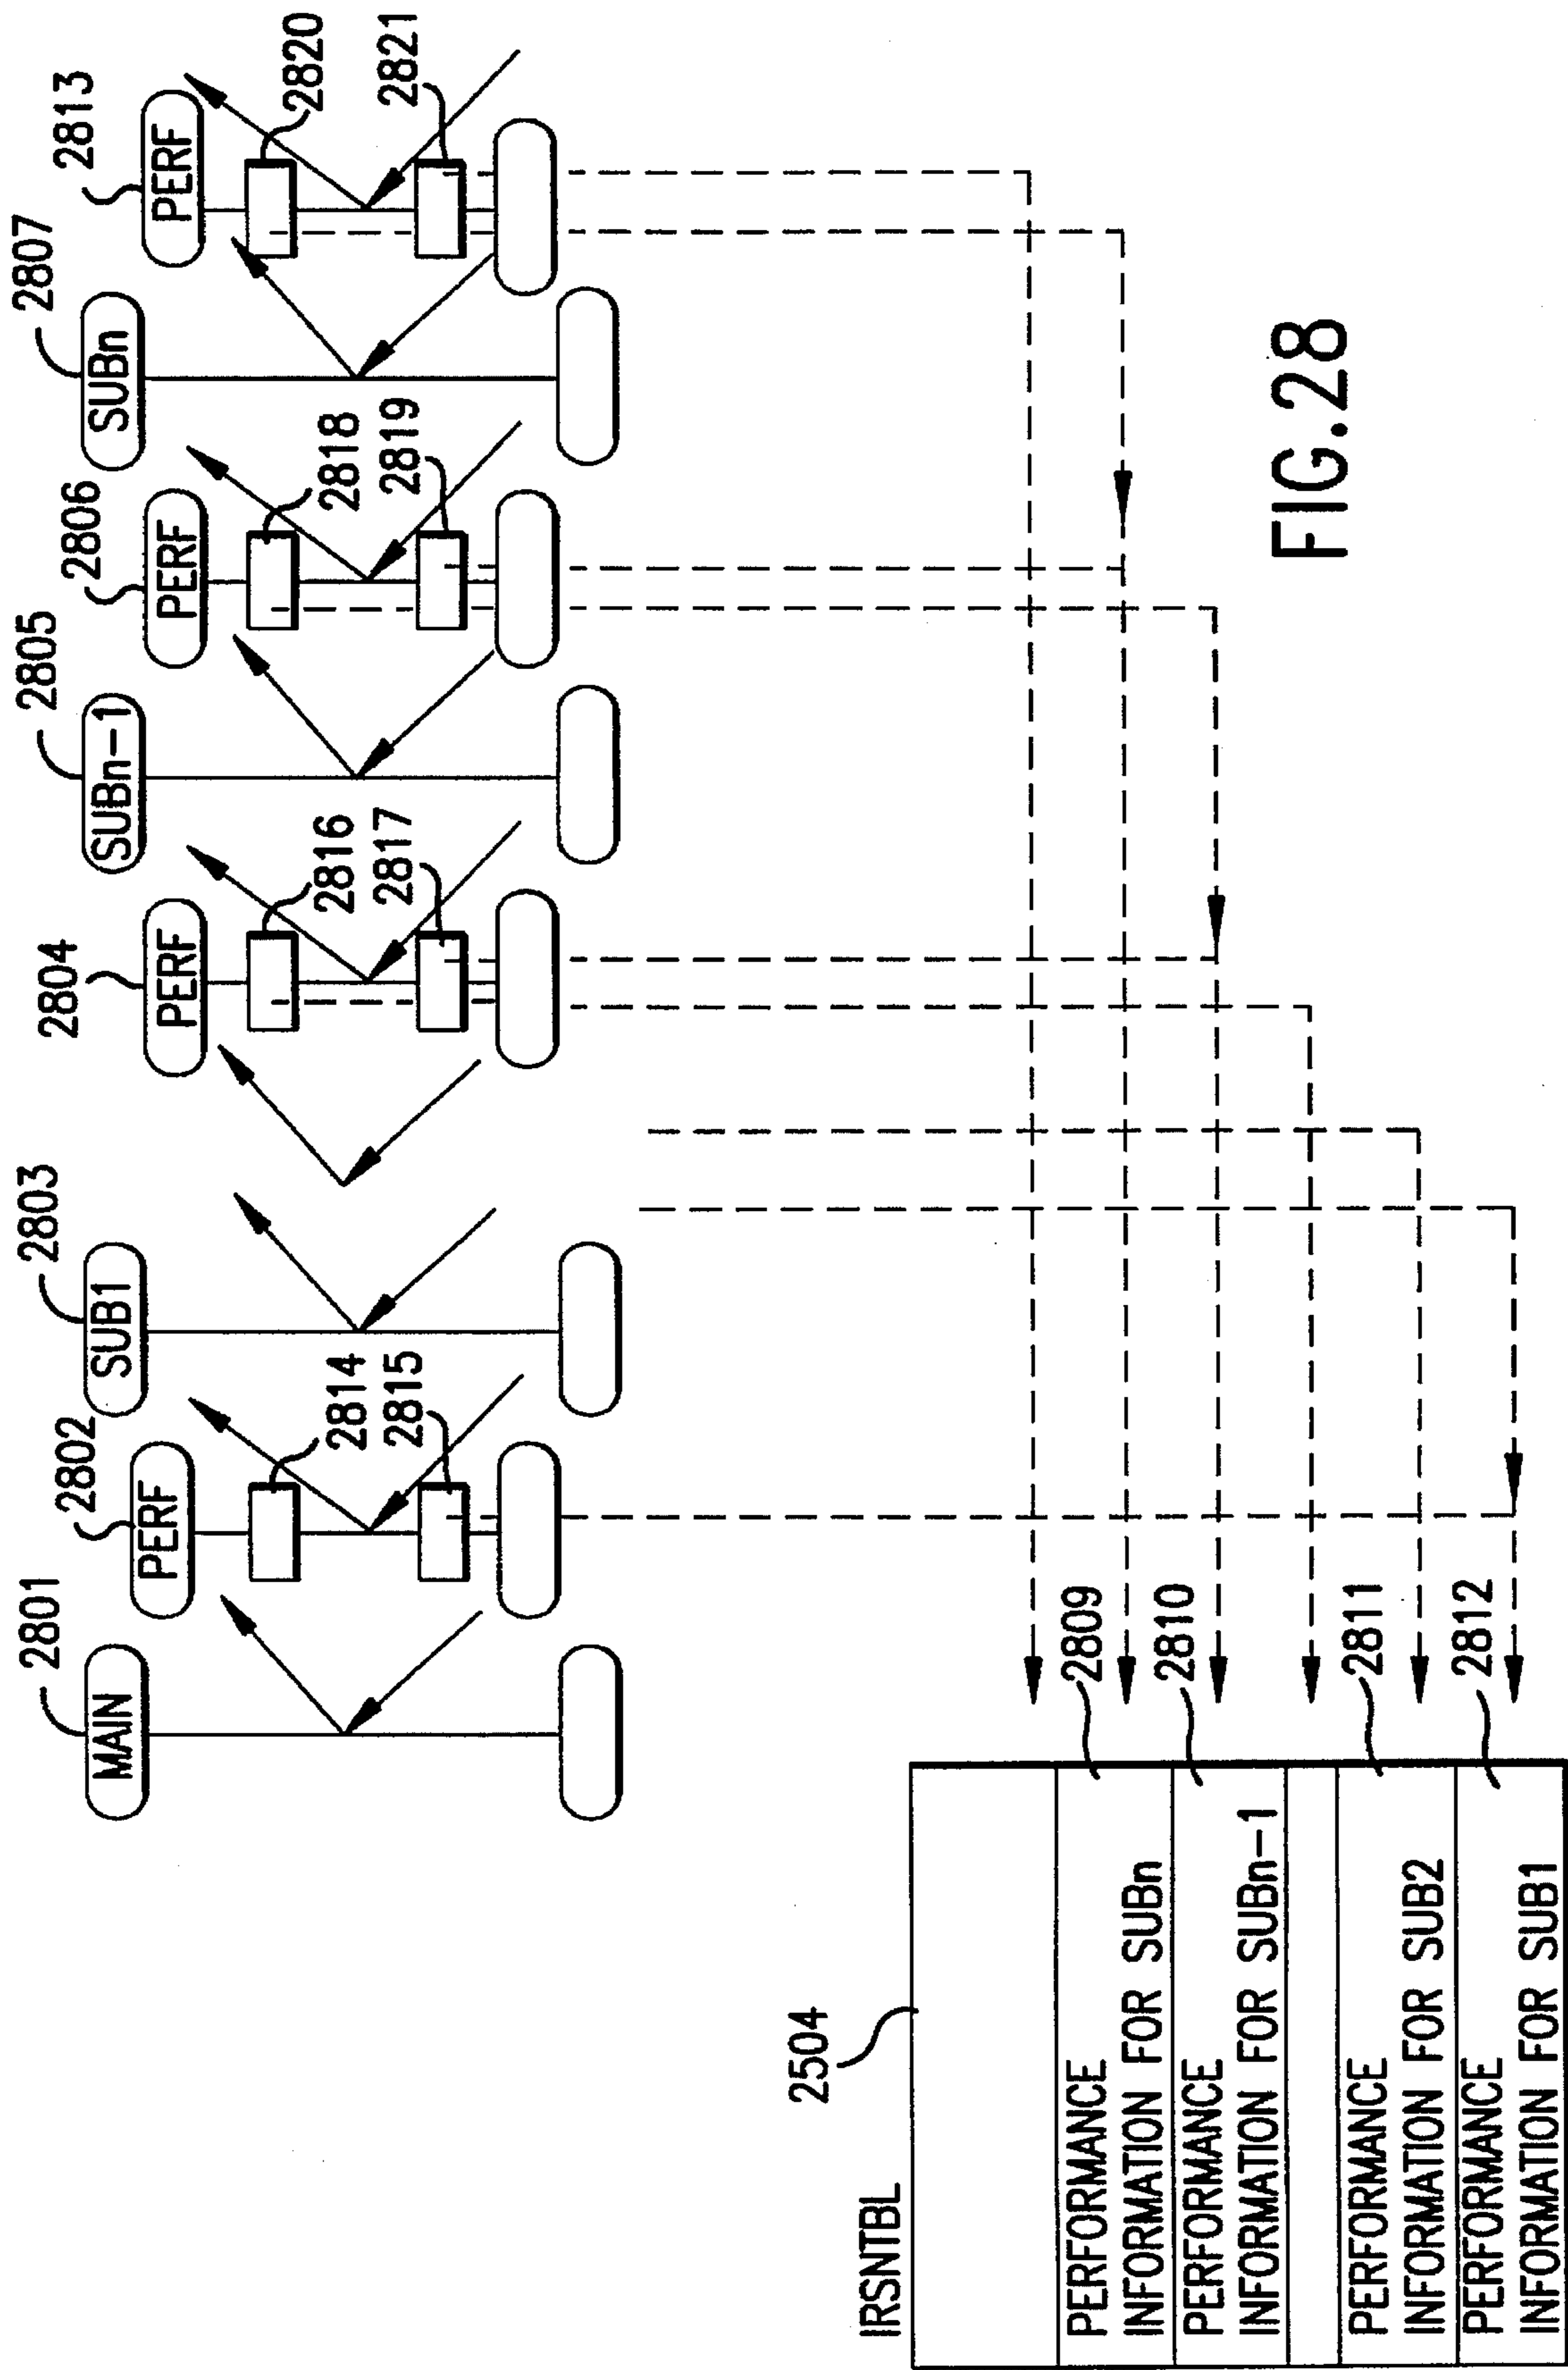 MAIN
2801
PERF
2802
SUB1
2803
PERF
2804
SUBn-1
2805
PERF
2806
SUBn
2807
PERF
2813
2814
2815
2816
2817
2818
2819
2820
2821
2504
IRSNTBL
PERFORMANCE
INFORMATION FOR SUBn
2809
PERFORMANCE
INFORMATION FOR SUBn-1
2810
PERFORMANCE
INFORMATION FOR SUB2
2811
PERFORMANCE
INFORMATION FOR SUB1
2812
FIG.28